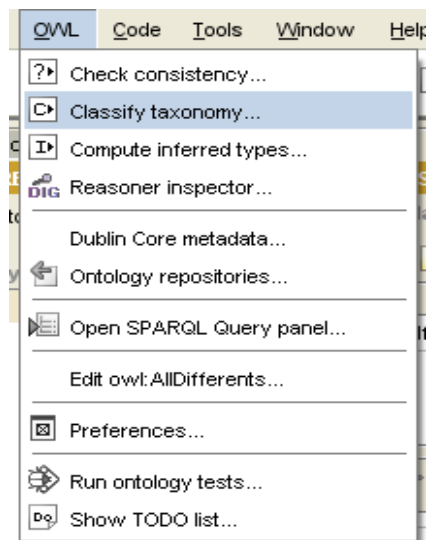 OWL Code Tools Window Help
?▸ Check consistency...
C▸ Classify taxonomy...
I▸ Compute inferred types...
DIG Reasoner inspector...
Dublin Core metadata...
Ontology repositories...
Open SPARQL Query panel...
Edit owl:AllDifferents...
Preferences...
Run ontology tests...
Show TODO list...